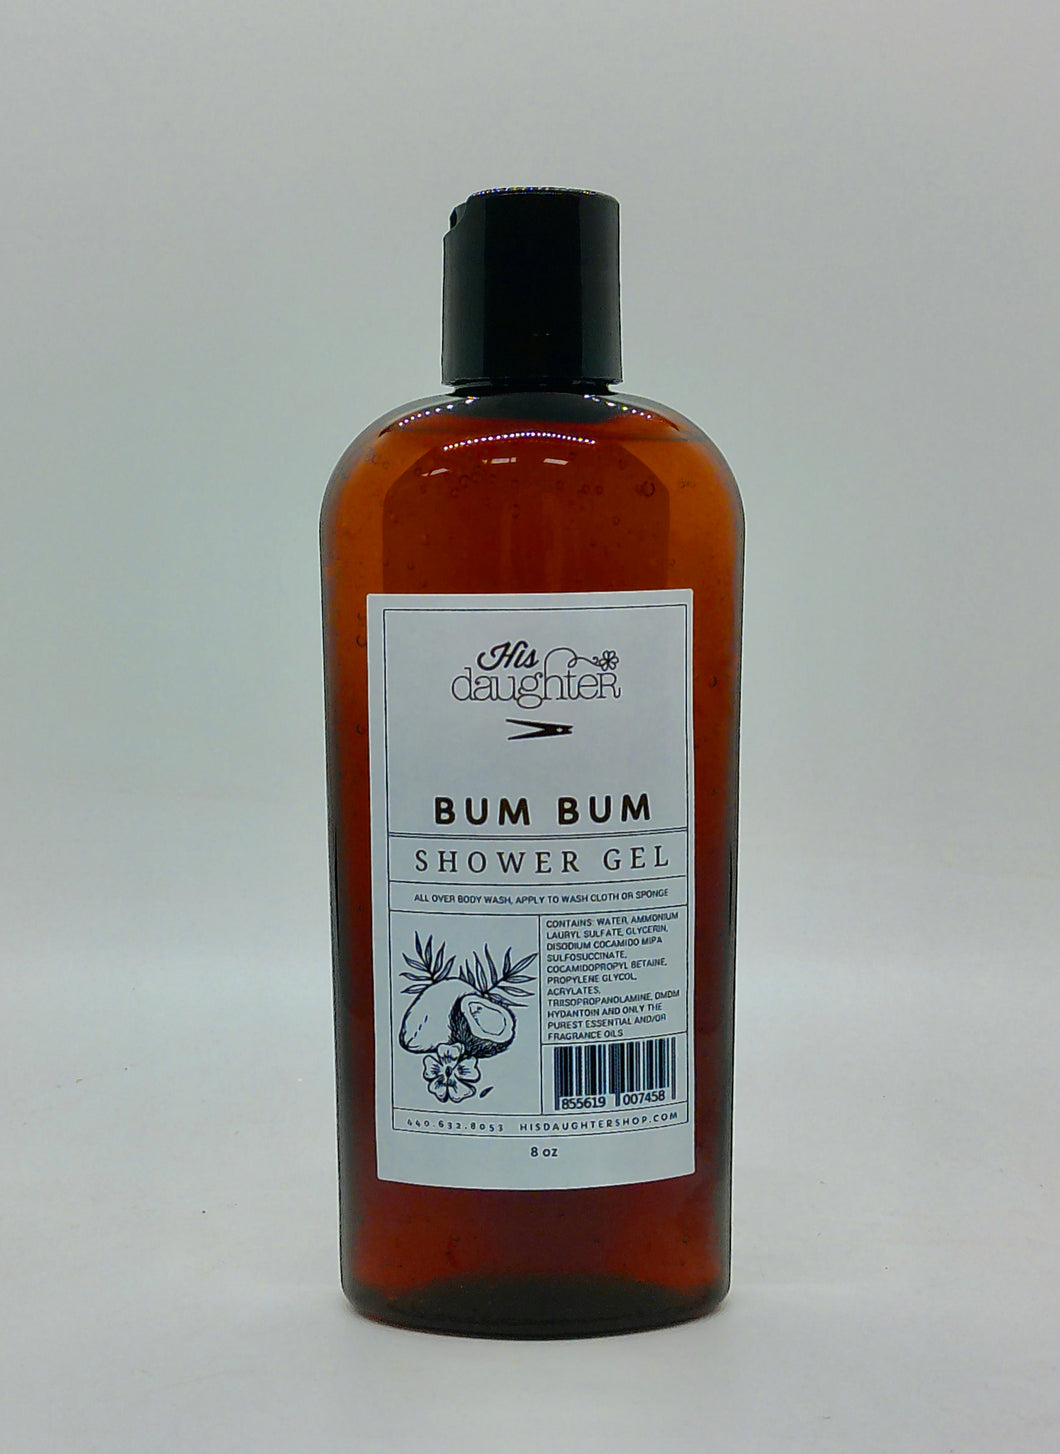 His
daughteR
BUM BUM
SHOWER GEL
ALL OVER BODY WASH, APPLY TO WASH CLOTH OR SPONGE
CONTAINS: WATER, AMMONIUM
LAURYL SULFATE, GLYCERIN,
DISODIUM COCAMIDO MIPA
SULFOSUCCINATE,
COCAMIDOPROPYL BETAINE,
PROPYLENE GLYCOL,
ACRYLATES,
TRIISOPROPANOLAMINE, DMDM
HYDANTOIN AND ONLY THE
PUREST ESSENTIAL AND/OR
FRAGRANCE OILS
855619 007458
440.632.8053 HISDAUGHTERSHOP.COM
8 oz